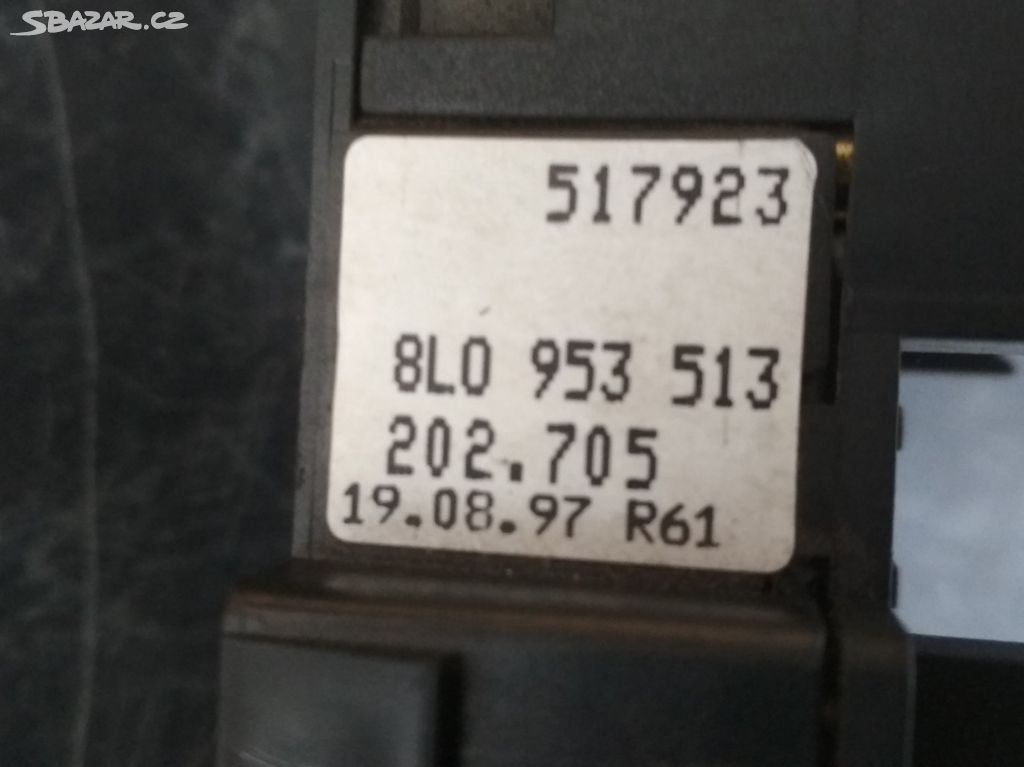 SBAZAR.CZ
517923
8L0 953 513
202.705
19.08.97 R61